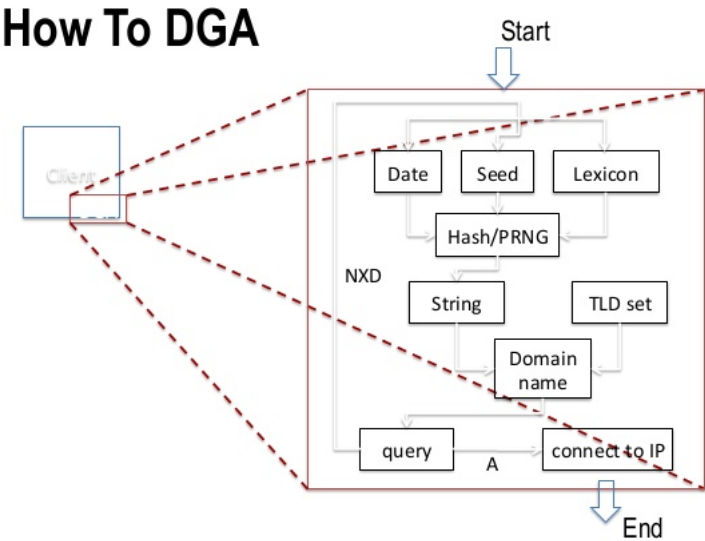 How To DGA
Start
Client
Date
Seed
Lexicon
Hash/PRNG
NXD
String
TLD set
Domain
name
query
A
connect to IP
End